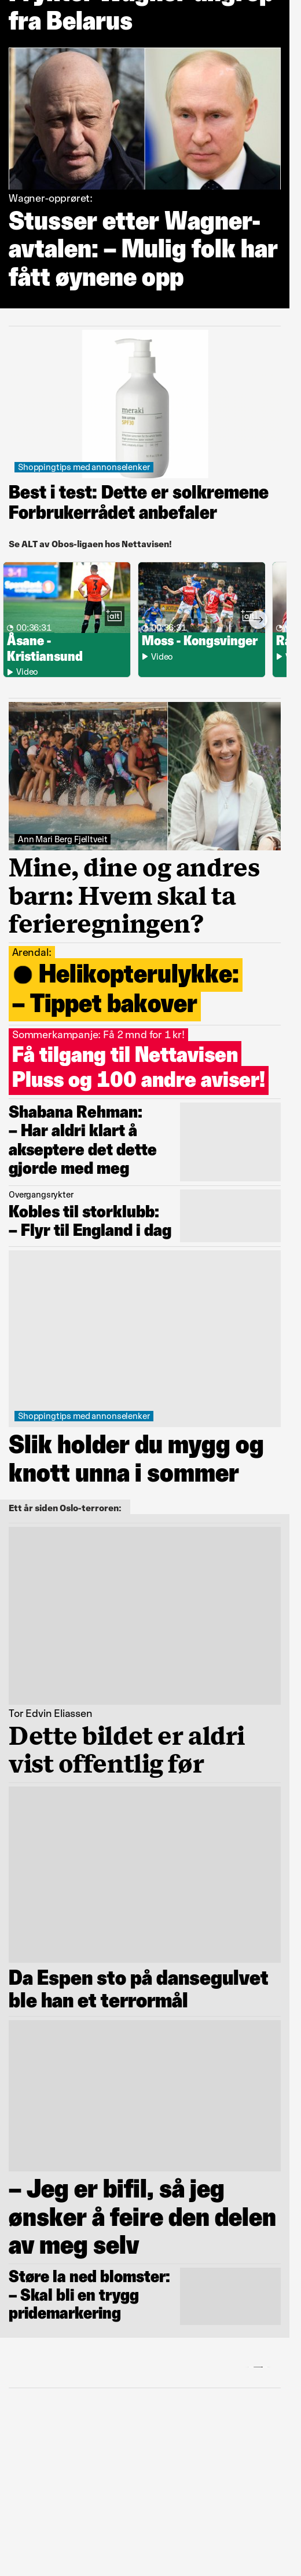 fra Belarus
Wagner-opprøret:
Stusser etter Wagner-
avtalen: – Mulig folk har
fått øynene opp
meraki
SPF30
Shoppingtips med annonselenker
Best i test: Dette er solkremene
Forbrukerrådet anbefaler
Se ALT av Obos-ligaen hos Nettavisen!
3-1
alt
00:36:31
Åsane -
Kristiansund
Video
Moss - Kongsvinger
Video
Ann Mari Berg Fjelltveit
Mine, dine og andres
barn: Hvem skal ta
ferieregningen?
Arendal:
Helikopterulykke:
– Tippet bakover
Sommerkampanje: Få 2 mnd for 1 kr!
Få tilgang til Nettavisen
Pluss og 100 andre aviser!
Shabana Rehman:
– Har aldri klart å
akseptere det dette
gjorde med meg
Overgangsrykter
Kobles til storklubb:
– Flyr til England i dag
Shoppingtips med annonselenker
Slik holder du mygg og
knott unna i sommer
Ett år siden Oslo-terroren:
Tor Edvin Eliassen
Dette bildet er aldri
vist offentlig før
Da Espen sto på dansegulvet
ble han et terrormål
– Jeg er bifil, så jeg
ønsker å feire den delen
av meg selv
Støre la ned blomster:
– Skal bli en trygg
pridemarkering